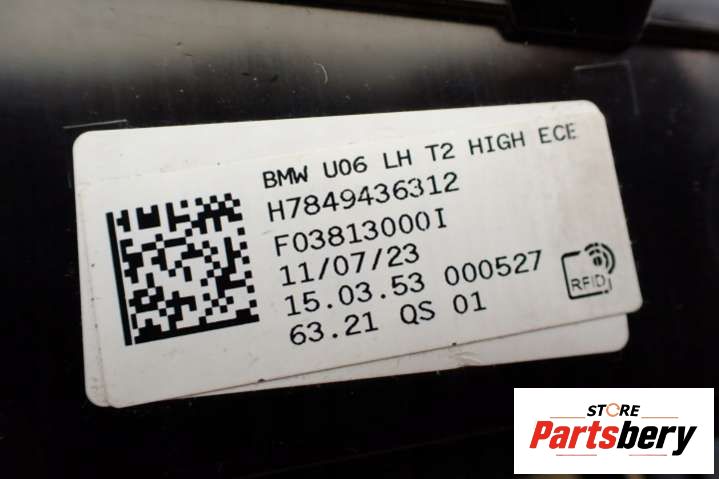 BMW U06 LH T2 HIGH ECE
H7849436312
F03813000I
11/07/23
15.03.53 000527
63.21 QS 01
RFID
STORE
Partsbery